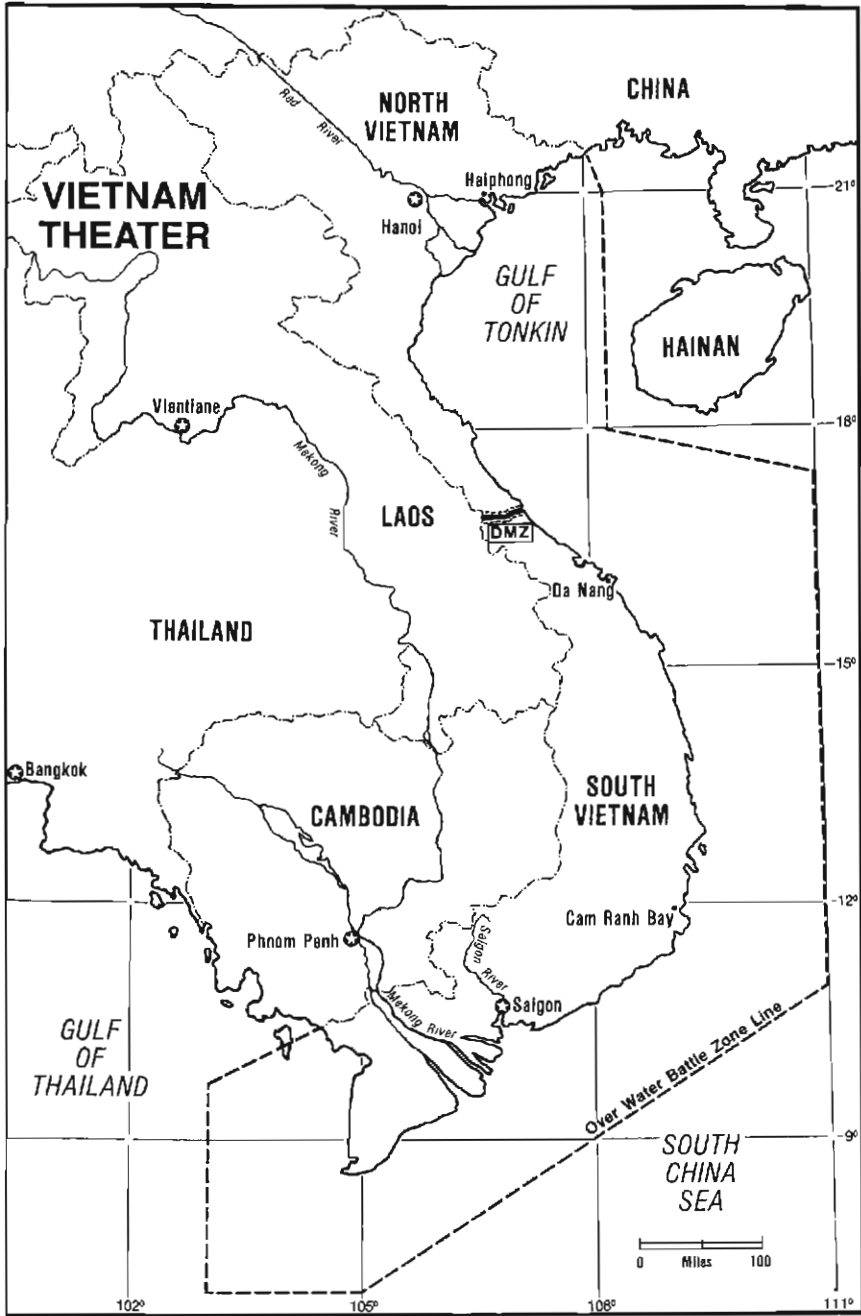 CHINA
NORTH
VIETNAM
Red River
Haiphong
21°
VIETNAM
THEATER
Hanoi
GULF
OF
TONKIN
HAINAN
Vientiane
18°
Mekong River
LAOS
DMZ
Da Nang
THAILAND
15°
Bangkok
SOUTH
VIETNAM
CAMBODIA
12°
Cam Ranh Bay
Phnom Penh
Saigon River
Mekong River
Saigon
GULF
OF
THAILAND
Over Water Battle Zone Line
9°
SOUTH
CHINA
SEA
0 Miles 100
102° 105° 108° 111°